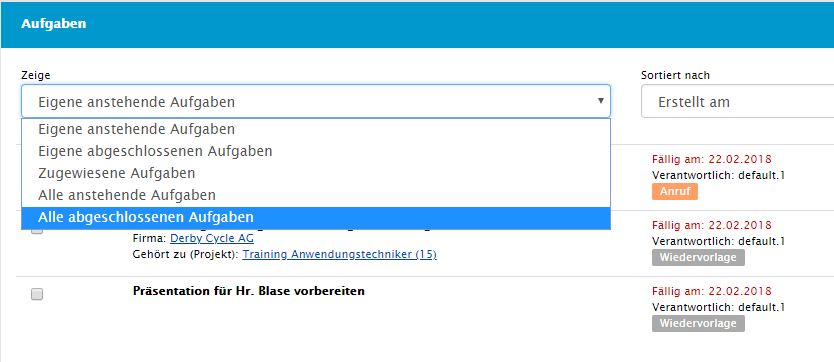 Aufgaben
Zeige
Sortiert nach
Eigene anstehende Aufgaben
Erstellt am
Eigene anstehende Aufgaben
Eigene abgeschlossenen Aufgaben
Zugewiesene Aufgaben
Alle anstehende Aufgaben
Alle abgeschlossenen Aufgaben
Fällig am: 22.02.2018
Verantwortlich: default.1
Anruf
Firma: Derby Cycle AG
Gehört zu (Projekt): Training Anwendungstechniker (15)
Fällig am: 22.02.2018
Verantwortlich: default.1
Wiedervorlage
Präsentation für Hr. Blase vorbereiten
Fällig am: 22.02.2018
Verantwortlich: default.1
Wiedervorlage